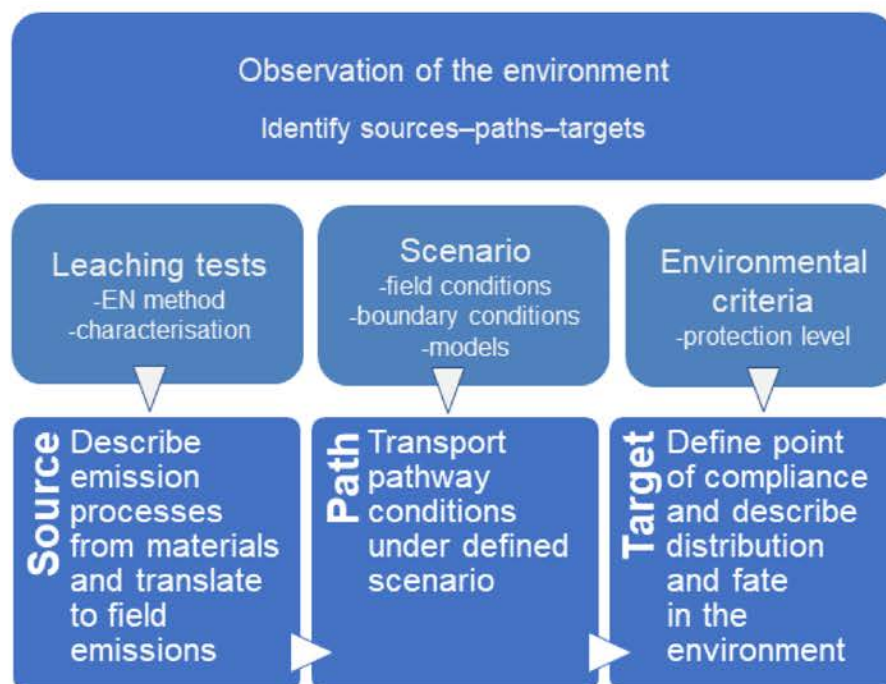 Observation of the environment
Identify sources–paths–targets
Leaching tests
-EN method
-characterisation
Scenario
-field conditions
-boundary conditions
-models
Environmental
criteria
-protection level
Source
Describe
emission
processes
from materials
and translate
to field
emissions
Path
Transport
pathway
conditions
under defined
scenario
Target
Define point
of compliance
and describe
distribution
and fate
in the
environment